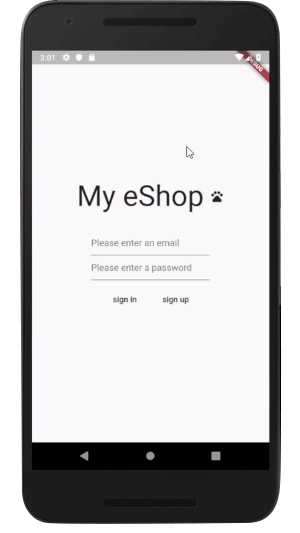 3:01
DEBUG
My eShop
Please enter an email
Please enter a password
sign in sign up